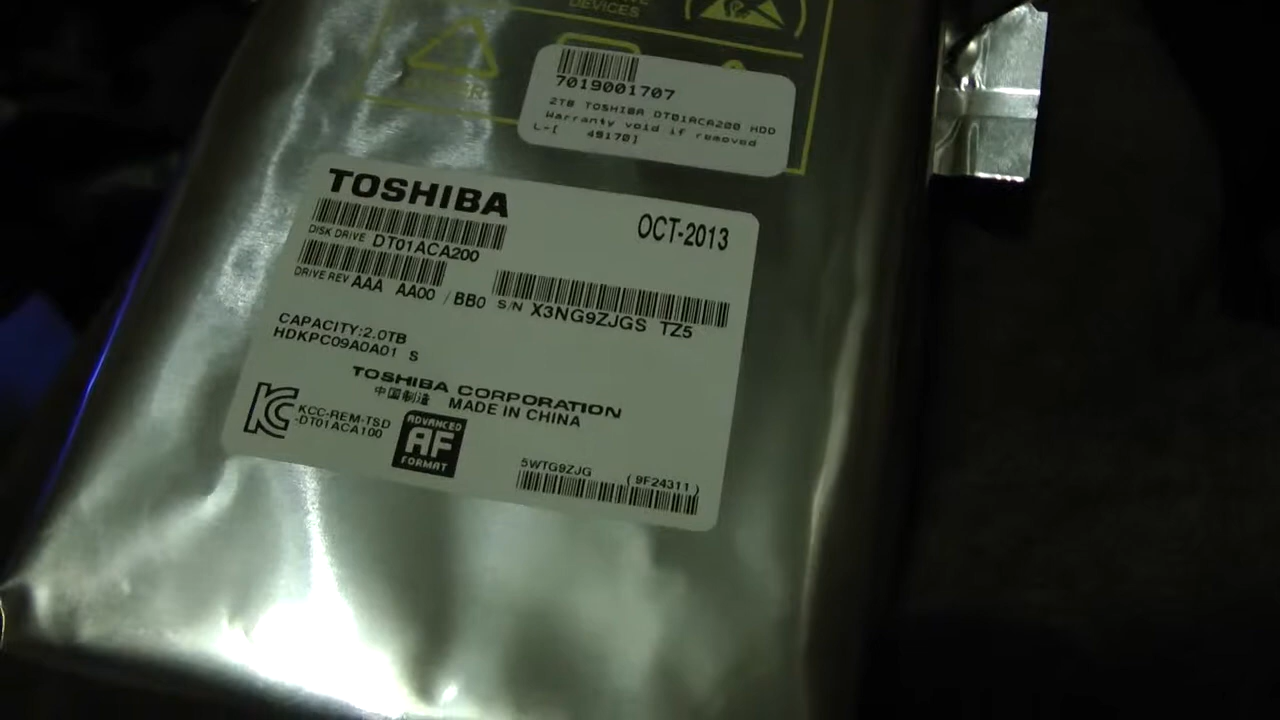 DEVICES
7019001707
2TB TOSHIBA DT01ACA200 HDD
Warranty void if removed
L-[ 49170]
TOSHIBA
OCT-2013
DISK DRIVE DT01ACA200
DRIVE REV AAA AA00 / BB0
S/N X3NG9ZJGS TZ5
CAPACITY:2.0TB
HDKPC09A0A01 S
TOSHIBA CORPORATION
中国制造 MADE IN CHINA
KCC-REM-TSD
-DT01ACA100
ADVANCED
AF
FORMAT
5WTG9ZJG (9F24311)